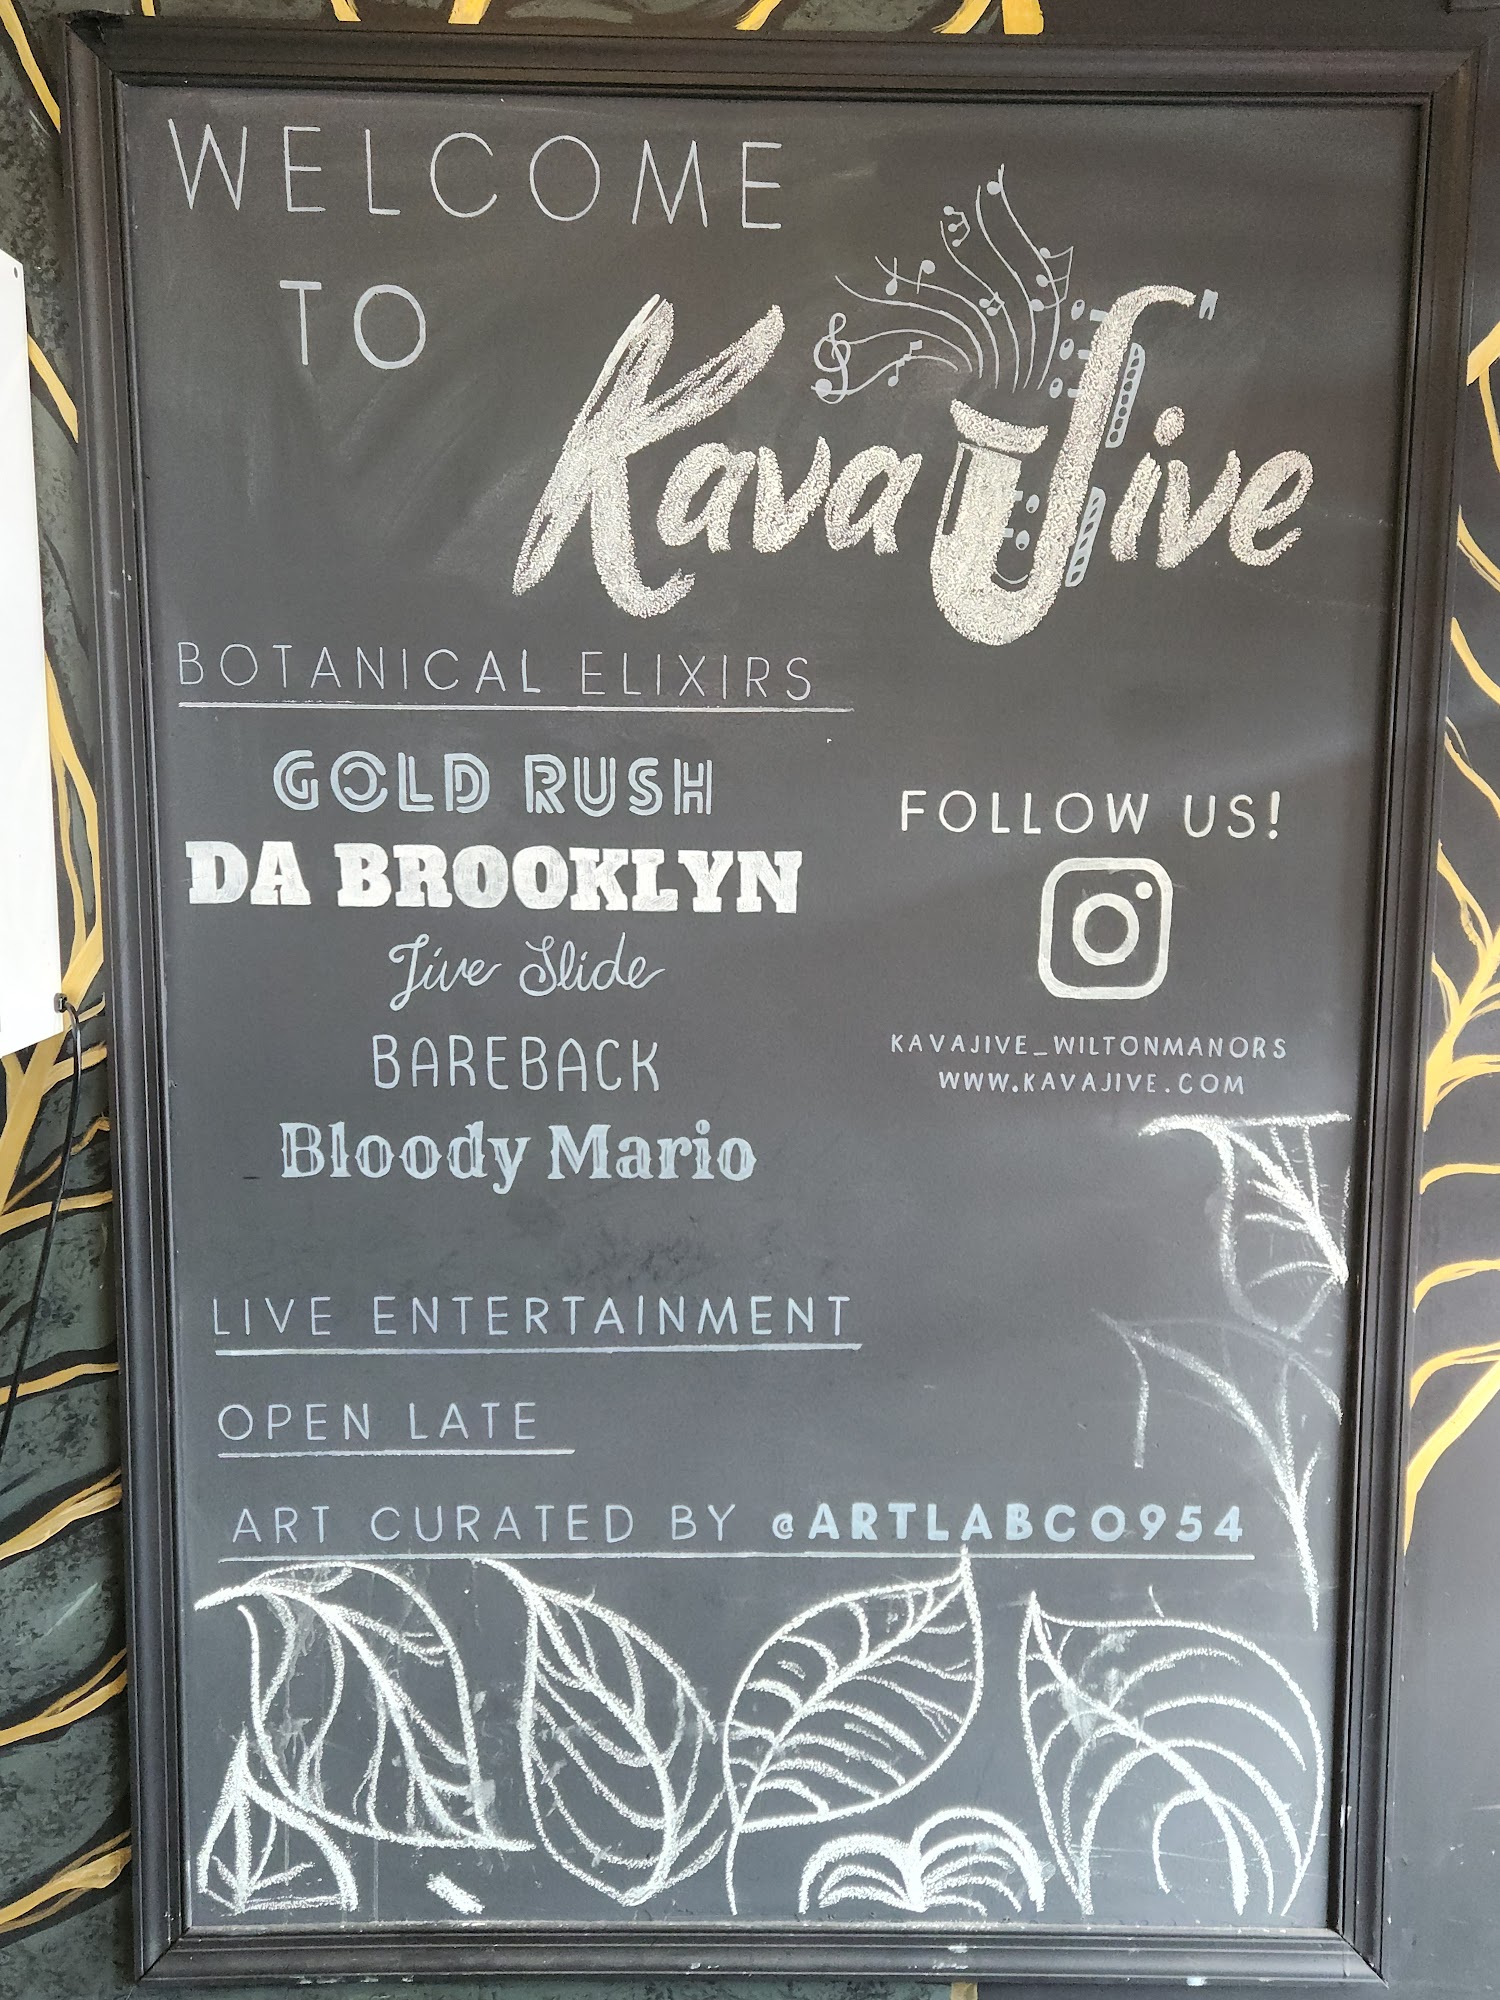 WELCOME
TO
Kava Jive
BOTANICAL ELIXIRS
GOLD RUSH
DA BROOKLYN
Jive Slide
BAREBACK
Bloody Mario
FOLLOW US!
KAVAJIVE_WILTONMANORS
WWW.KAVAJIVE.COM
LIVE ENTERTAINMENT
OPEN LATE
ART CURATED BY @ARTLABCO954